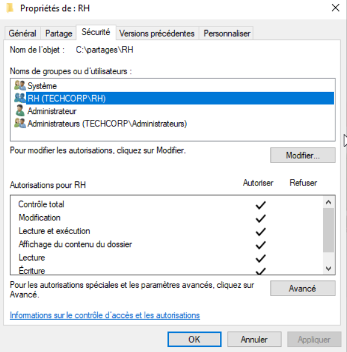 Propriétés de : RH
Général Partage Sécurité Versions précédentes Personnaliser
Nom de l'objet : C:\partages\RH
Noms de groupes ou d'utilisateurs :
Système
RH (TECHCORP\RH)
Administrateur
Administrateurs (TECHCORP\Administrateurs)
Pour modifier les autorisations, cliquez sur Modifier.
Modifier...
Autorisations pour RH Autoriser Refuser
Contrôle total
Modification
Lecture et exécution
Affichage du contenu du dossier
Lecture
Écriture
Pour les autorisations spéciales et les paramètres avancés, cliquez sur
Avancé.
Avancé
Informations sur le contrôle d'accès et les autorisations
OK Annuler Appliquer